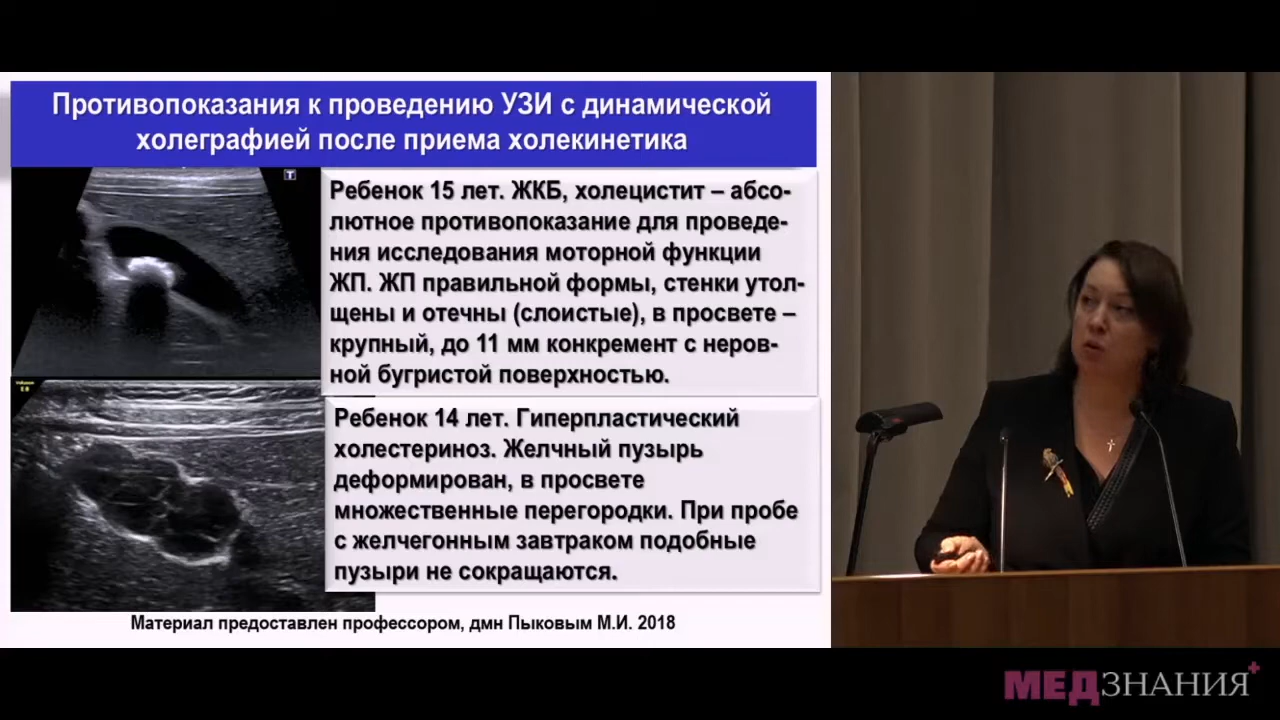 Противопоказания к проведению УЗИ с динамической
холеграфией после приема холекинетика
T
Ребенок 15 лет. ЖКБ, холецистит – абсо-
лютное противопоказание для проведе-
ния исследования моторной функции
ЖП. ЖП правильной формы, стенки утол-
щены и отечны (слоистые), в просвете –
крупный, до 11 мм конкремент с неров-
ной бугристой поверхностью.
Ребенок 14 лет. Гиперпластический
холестериноз. Желчный пузырь
деформирован, в просвете
множественные перегородки. При пробе
с желчегонным завтраком подобные
пузыри не сокращаются.
Материал предоставлен профессором, дмн Пыковым М.И. 2018
МЕДЗНАНИЯ+